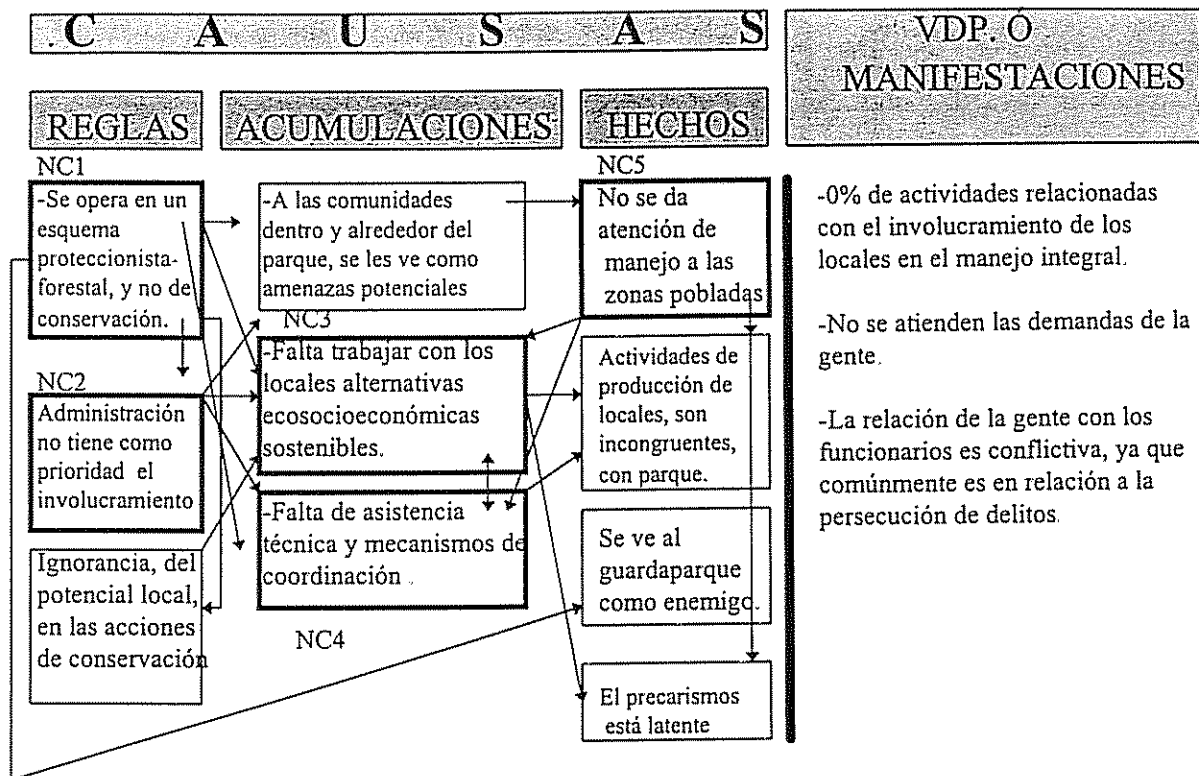 . C A U S A S
VDP. Ó
MANIFESTACIONES
REGLAS
ACUMULACIONES
HECHOS
NC1
-Se opera en un
esquema
proteccionista-
forestal, y no de
conservación.
NC2
Administración
no tiene como
prioridad el
involucramiento
Ignorancia, del
potencial local,
en las acciones
de conservación
-A las comunidades
dentro y alrededor del
parque, se les ve como
amenazas potenciales
NC3
-Falta trabajar con los
locales alternativas
ecosocioeconómicas
sostenibles.
-Falta de asistencia
técnica y mecanismos de
coordinación .
NC4
NC5
No se da
atención de
manejo a las
zonas pobladas
Actividades de
producción de
locales, son
incongruentes,
con parque.
Se ve al
guardaparque
como enemigo.
El precarismos
está latente
-0% de actividades relacionadas
con el involucramiento de los
locales en el manejo integral.
-No se atienden las demandas de la
gente.
-La relación de la gente con los
funcionarios es conflictiva, ya que
comúnmente es en relación a la
persecución de delitos.